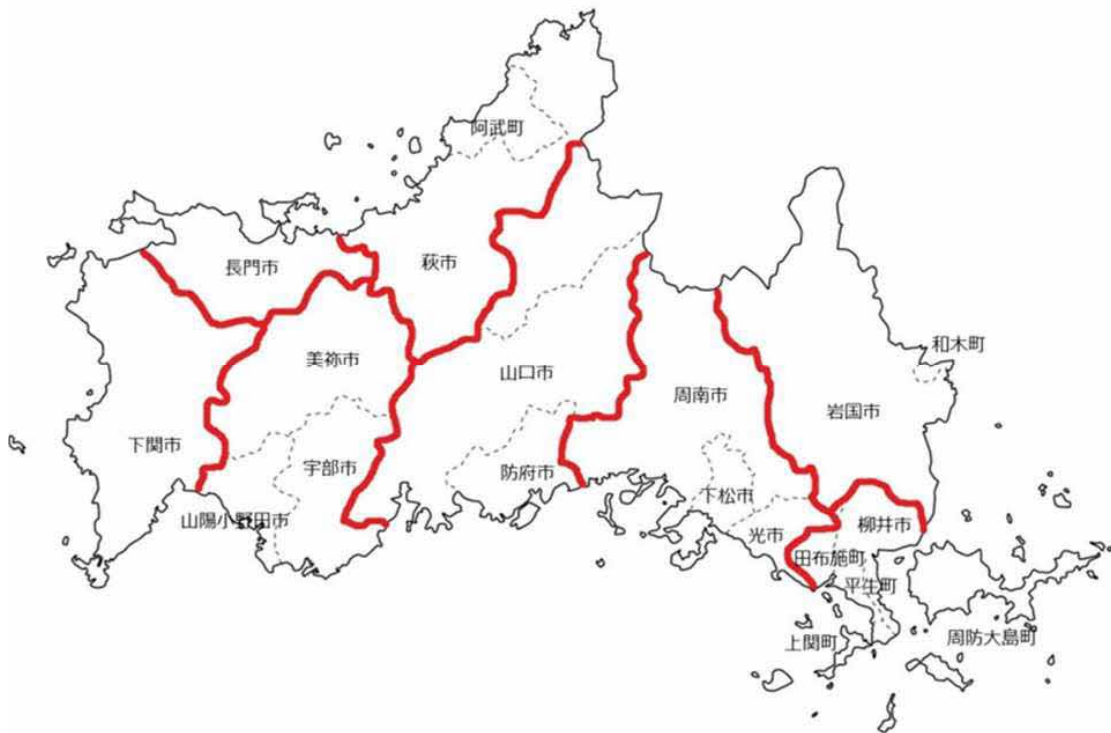 阿武町
長門市
萩市
和木町
美祢市
山口市
周南市
岩国市
下関市
宇部市
防府市
下松市
山陽小野田市
光市
柳井市
田布施町
平生町
上関町
周防大島町